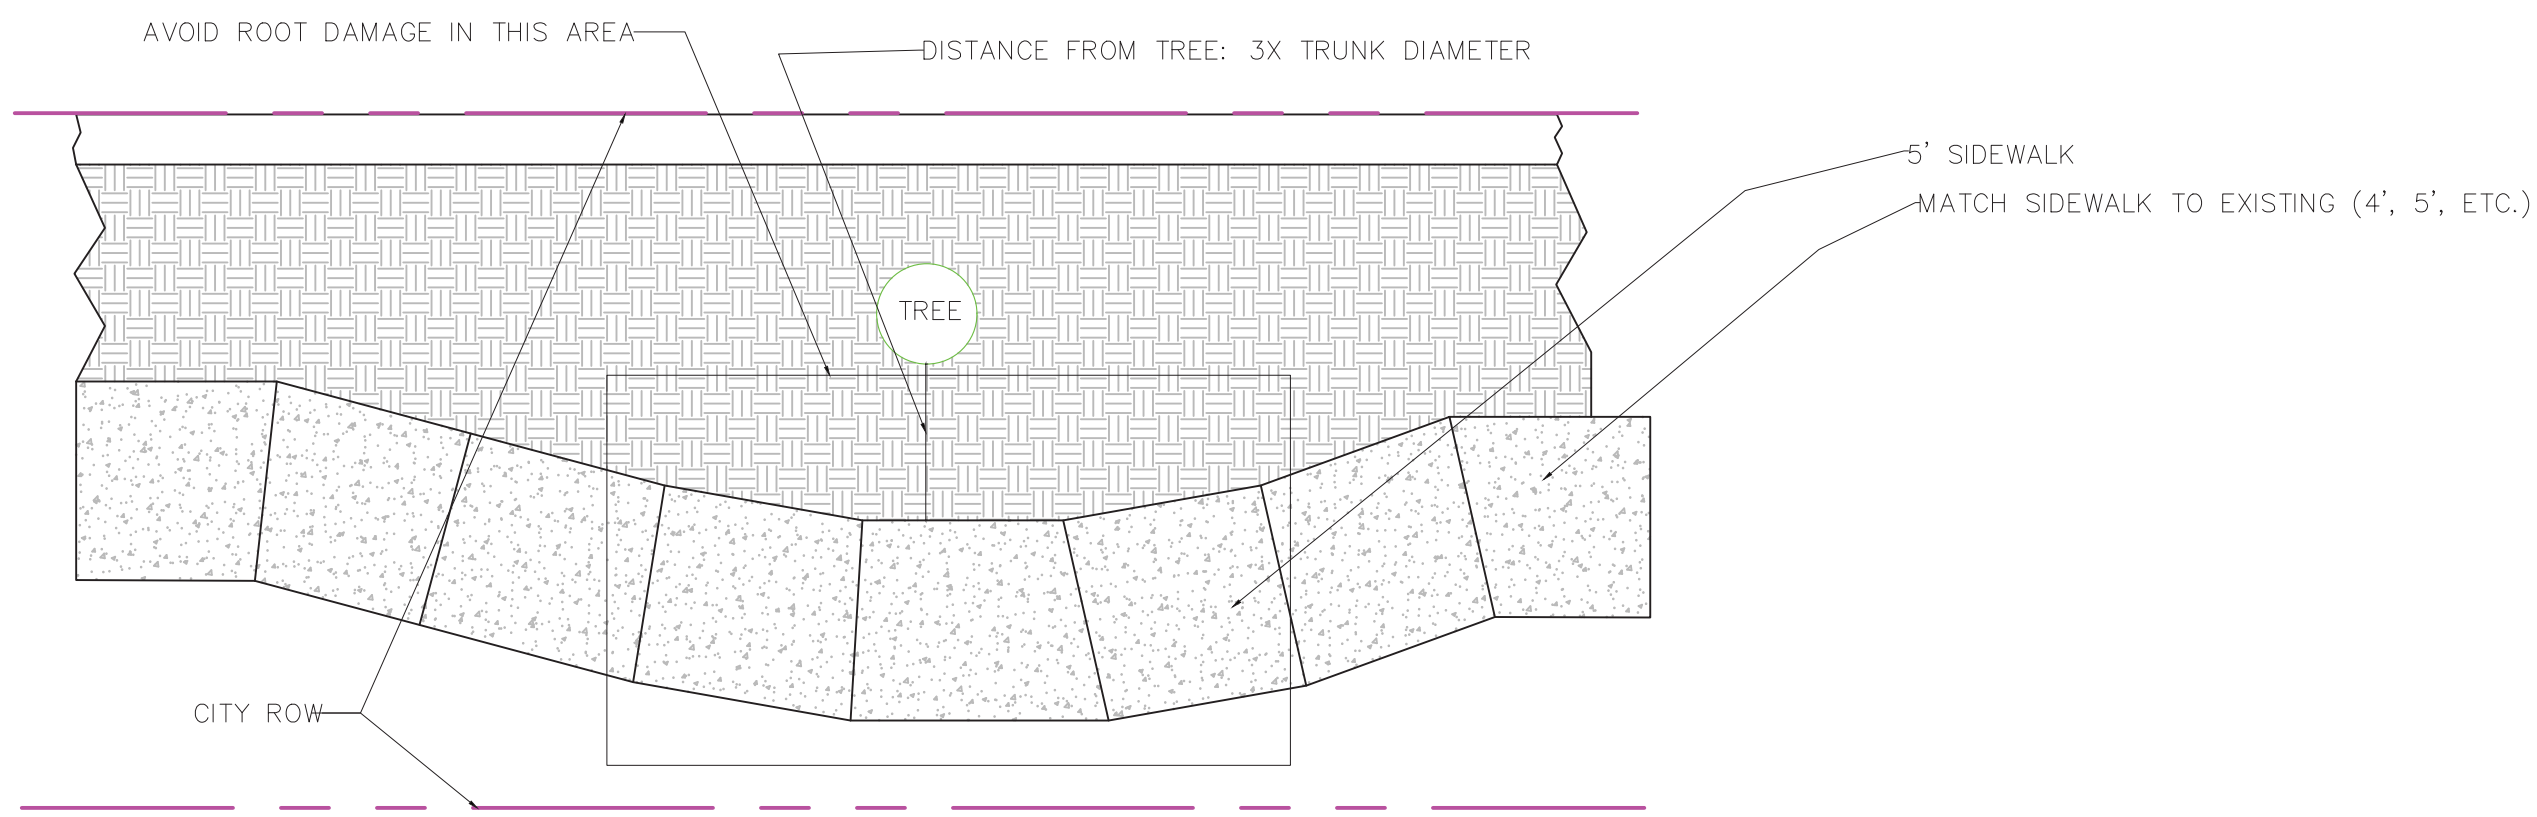 AVOID ROOT DAMAGE IN THIS AREA
DISTANCE FROM TREE: 3X TRUNK DIAMETER
5' SIDEWALK
MATCH SIDEWALK TO EXISTING (4', 5', ETC.)
TREE
CITY ROW